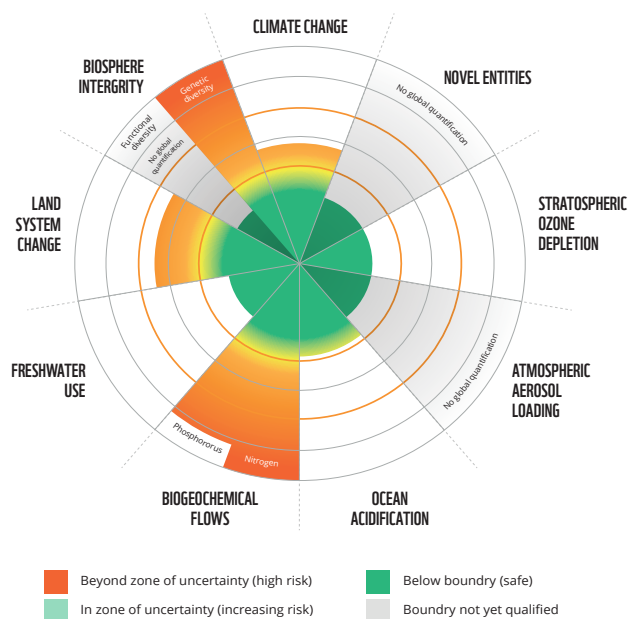 CLIMATE CHANGE
BIOSPHERE
INTERGRITY
NOVEL ENTITIES
Genetic
diversity
No global quantification
Functional
diversity
No global
quantification
LAND
SYSTEM
CHANGE
STRATOSPHERIC
OZONE
DEPLETION
FRESHWATER
USE
No global quantification
ATMOSPHERIC
AEROSOL
LOADING
Phosphororus
Nitrogen
BIOGEOCHEMICAL
FLOWS
OCEAN
ACIDIFICATION
Beyond zone of uncertainty (high risk)
Below boundry (safe)
In zone of uncertainty (increasing risk)
Boundry not yet qualified